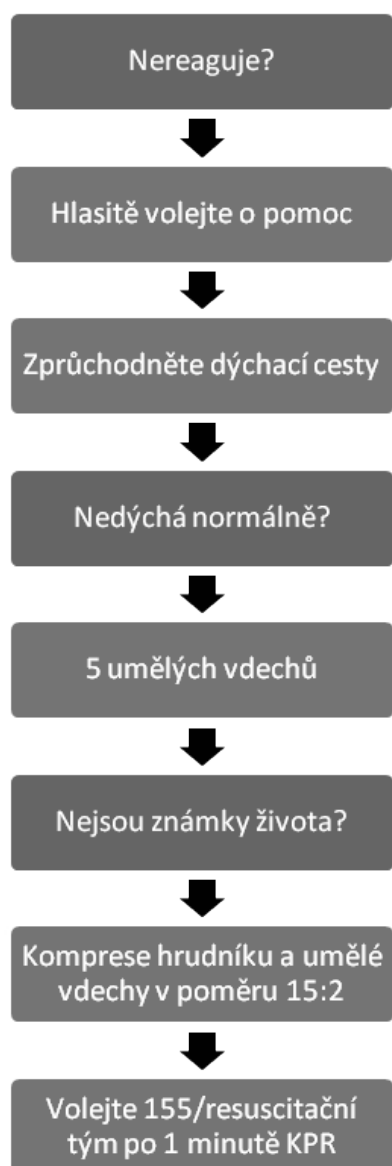 Nereaguje?
Hlasitě volejte o pomoc
Zprůchodněte dýchací cesty
Nedýchá normálně?
5 umělých vdechů
Nejsou známky života?
Komprese hrudníku a umělé
vdechy v poměru 15:2
Volejte 155/resuscitační
tým po 1 minutě KPR